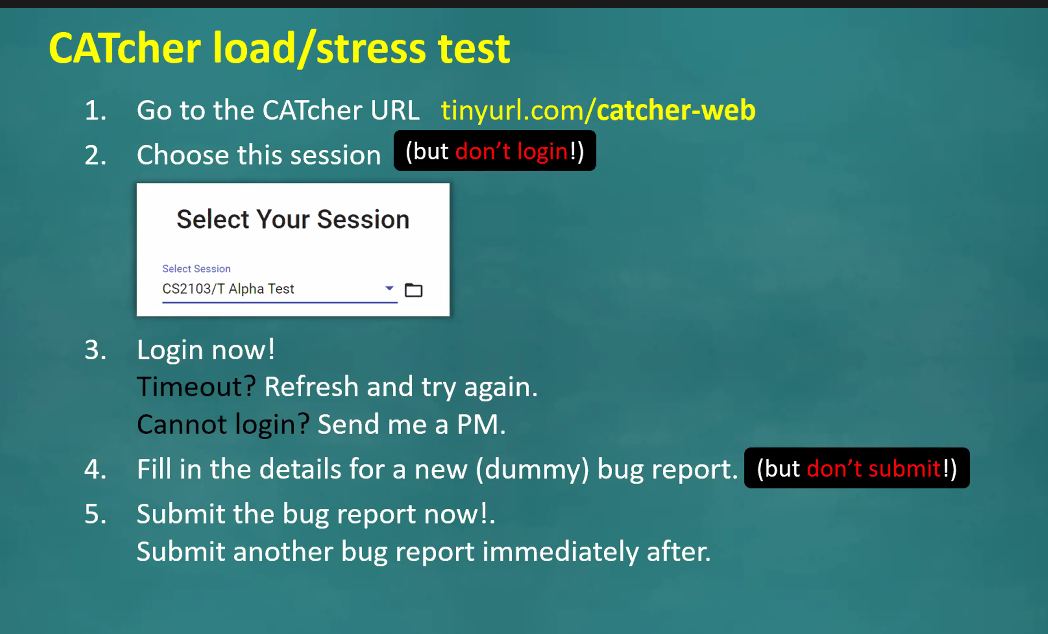 CATcher load/stress test
1. Go to the CATcher URL tinyurl.com/catcher-web
2. Choose this session (but don't login!)
Select Your Session
Select Session
CS2103/T Alpha Test
3. Login now!
Timeout? Refresh and try again.
Cannot login? Send me a PM.
4. Fill in the details for a new (dummy) bug report. (but don't submit!)
5. Submit the bug report now!.
Submit another bug report immediately after.